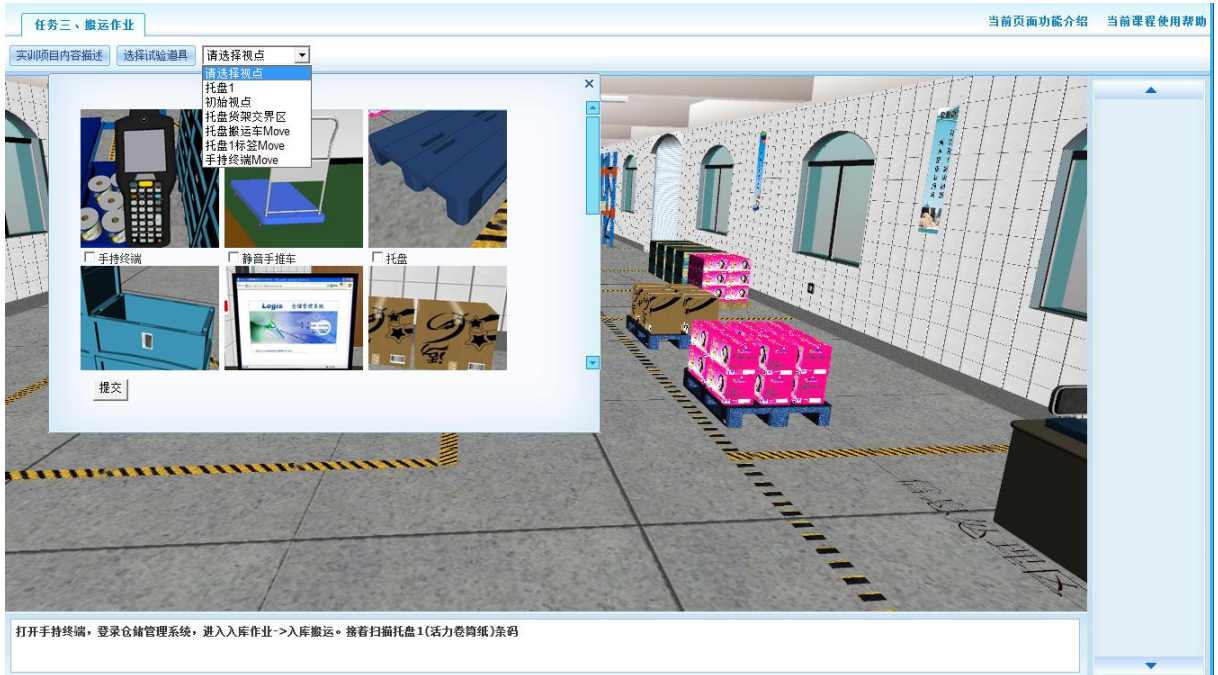 任务三、搬运作业
当前页面功能介绍 当前课程使用帮助
实训项目内容描述 选择试验道具 请选择视点
请选择视点
托盘1
初始视点
托盘货架交界区
托盘搬运车Move
托盘1标签Move
手持终端Move
手持终端 静音手推车 托盘
Logis 仓储管理系统
提交
打开手持终端，登录仓储管理系统，进入入库作业->入库搬运。接着扫描托盘1(活力卷筒纸)条码